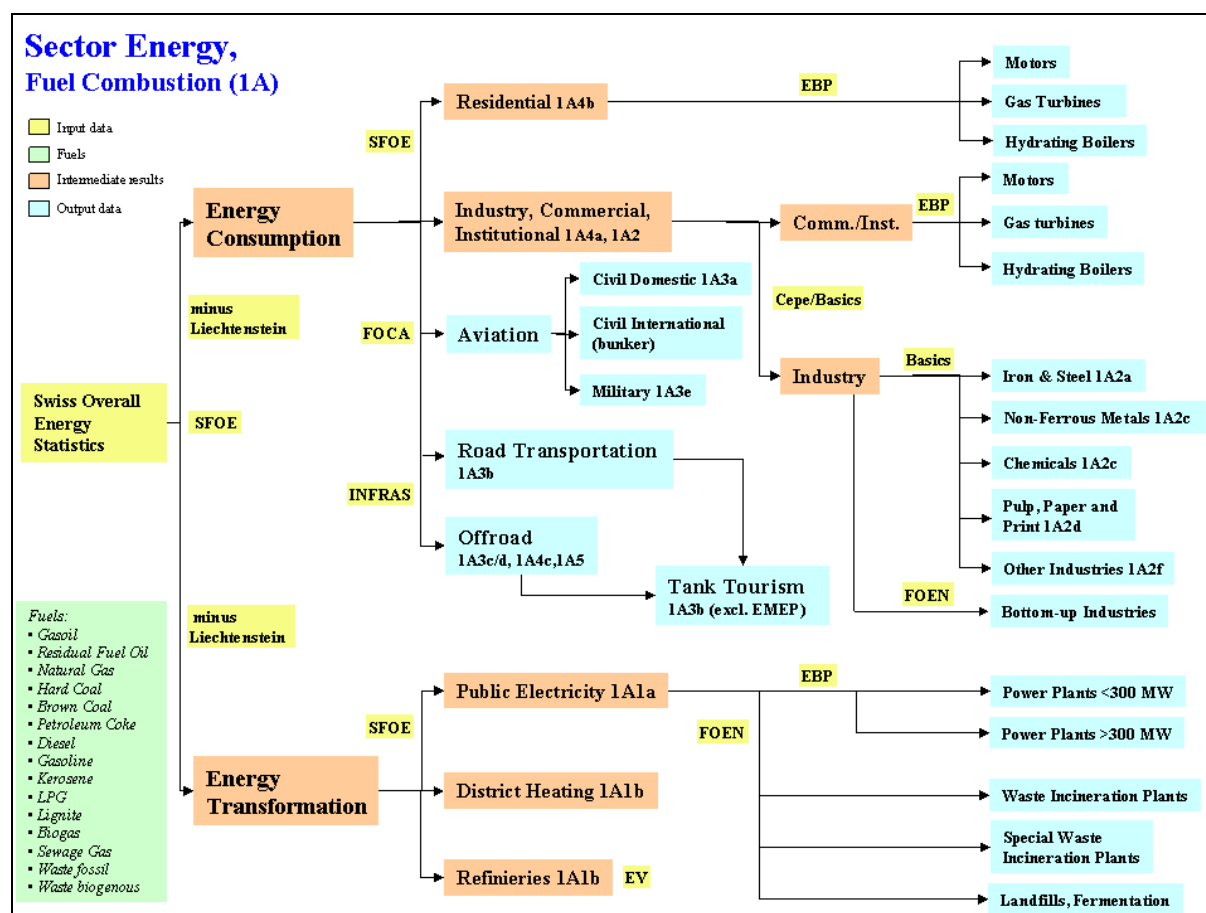 Sector Energy,
Fuel Combustion (1A)
Input data
Fuels
Intermediate results
Output data
Swiss Overall
Energy
Statistics
SFOE
minus
Liechtenstein
minus
Liechtenstein
Energy
Consumption
SFOE
FOCA
INFRAS
Residential 1A4b
EBP
Motors
Gas Turbines
Hydrating Boilers
Industry, Commercial,
Institutional 1A4a, 1A2
Comm./Inst.
EBP
Motors
Gas turbines
Hydrating Boilers
Cepe/Basics
Aviation
Civil Domestic 1A3a
Civil International
(bunker)
Military 1A3e
Industry
Basics
Iron & Steel 1A2a
Non-Ferrous Metals 1A2c
Chemicals 1A2c
Pulp, Paper and
Print 1A2d
Other Industries 1A2f
FOEN
Bottom-up Industries
Road Transportation
1A3b
Offroad
1A3c/d, 1A4c,1A5
Tank Tourism
1A3b (excl. EMEP)
Fuels:
▪ Gasoil
▪ Residual Fuel Oil
▪ Natural Gas
▪ Hard Coal
▪ Brown Coal
▪ Petroleum Coke
▪ Diesel
▪ Gasoline
▪ Kerosene
▪ LPG
▪ Lignite
▪ Biogas
▪ Sewage Gas
▪ Waste fossil
▪ Waste biogenous
Energy
Transformation
SFOE
Public Electricity 1A1a
EBP
FOEN
Power Plants <300 MW
Power Plants >300 MW
Waste Incineration Plants
Special Waste
Incineration Plants
Landfills, Fermentation
District Heating 1A1b
Refinieries 1A1b
EV